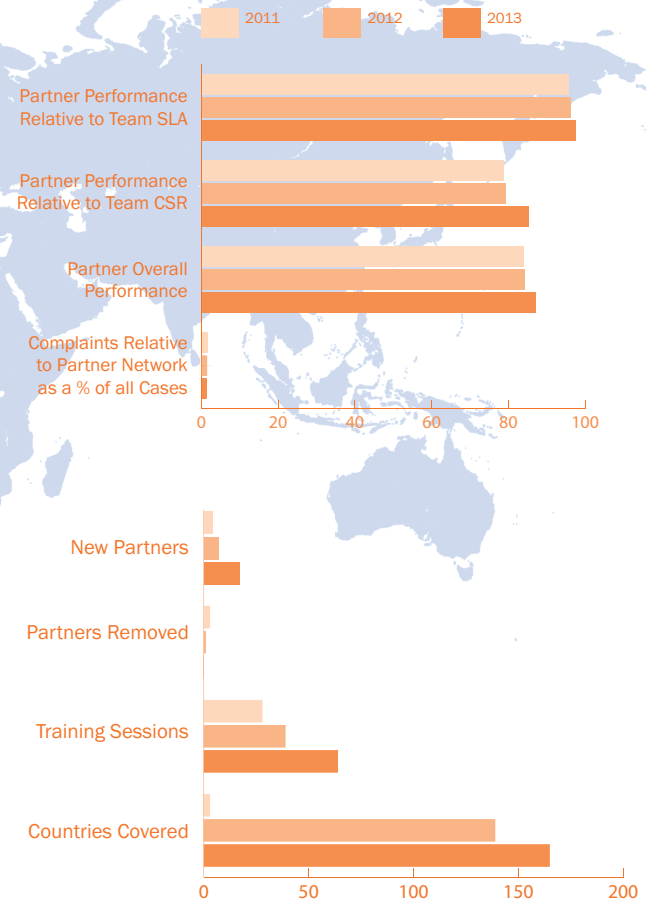 2011 2012 2013
Partner Performance
Relative to Team SLA
Partner Performance
Relative to Team CSR
Partner Overall
Performance
Complaints Relative
to Partner Network
as a % of all Cases
0 20 40 60 80 100
New Partners
Partners Removed
Training Sessions
Countries Covered
0 50 100 150 200